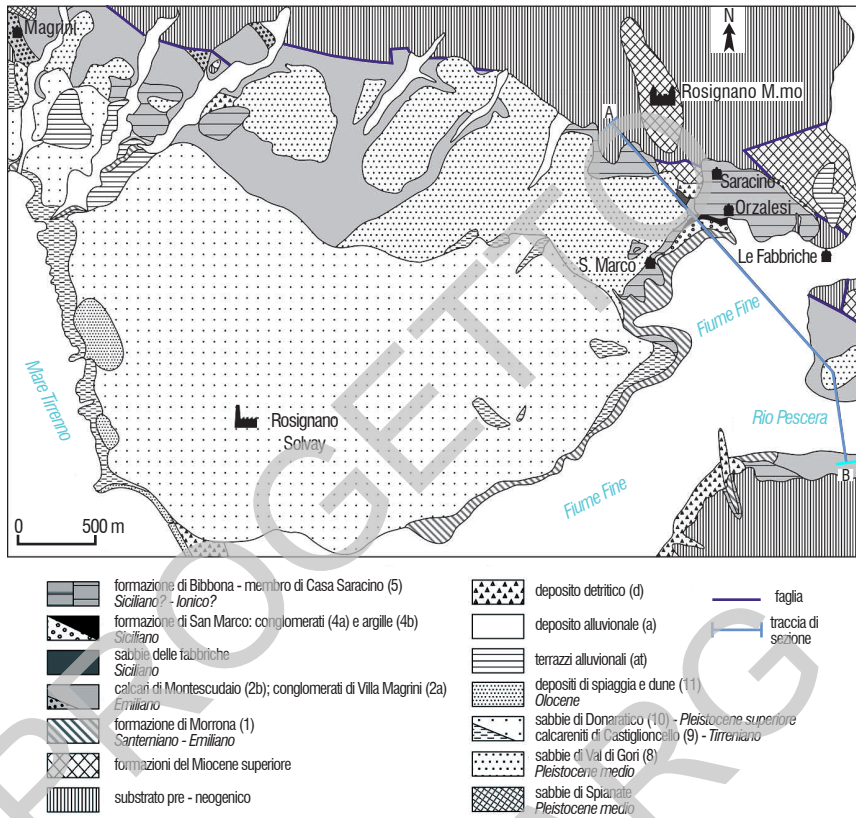 Magrini
N
Rosignano M.mo
A
Saracino
Orzalesi
S. Marco
Le Fabbriche
Fiume Fine
Mare Tirrenno
Rosignano
Solvay
Rio Pescera
Fiume Fine
B
0 500 m
formazione di Bibbona - membro di Casa Saracino (5)
Siciliano? - Ionico?
formazione di San Marco: conglomerati (4a) e argille (4b)
Siciliano
sabbie delle fabbriche
Siciliano
calcari di Montescudaio (2b); conglomerati di Villa Magrini (2a)
Emiliano
formazione di Morrona (1)
Santerniano - Emiliano
formazioni del Miocene superiore
substrato pre - neogenico
deposito detritico (d)
deposito alluvionale (a)
terrazzi alluvionali (at)
depositi di spiaggia e dune (11)
Olocene
sabbie di Donaratico (10) - Pleistocene superiore
calcareniti di Castiglioncello (9) - Tirreniano
sabbie di Val di Gori (8)
Pleistocene medio
sabbie di Spianate
Pleistocene medio
faglia
traccia di
sezione
PROGETTO
CARG